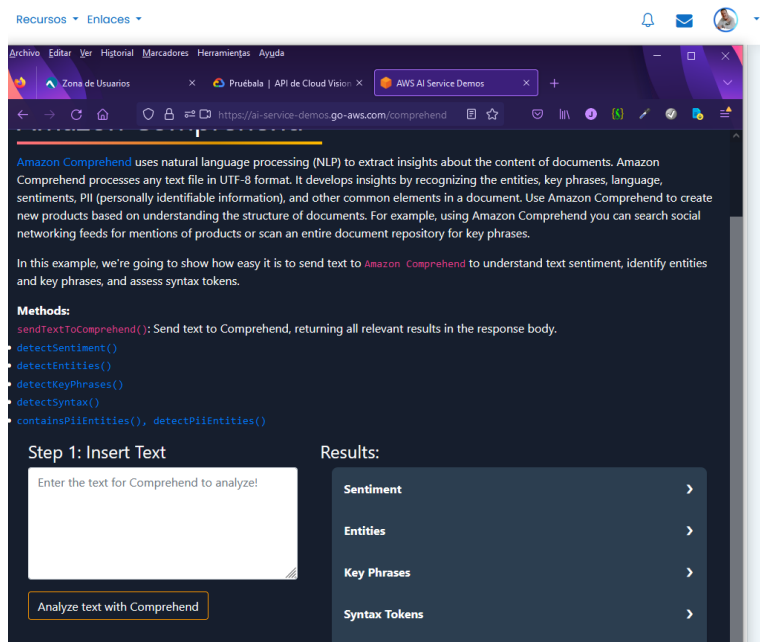 Recursos Enlaces
Archivo Editar Ver Historial Marcadores Herramientas Ayuda
Zona de Usuarios
Pruébala | API de Cloud Vision
AWS AI Service Demos
https://ai-service-demos.go-aws.com/comprehend
Amazon Comprehend
Amazon Comprehend uses natural language processing (NLP) to extract insights about the content of documents. Amazon
Comprehend processes any text file in UTF-8 format. It develops insights by recognizing the entities, key phrases, language,
sentiments, PII (personally identifiable information), and other common elements in a document. Use Amazon Comprehend to create
new products based on understanding the structure of documents. For example, using Amazon Comprehend you can search social
networking feeds for mentions of products or scan an entire document repository for key phrases.
In this example, we're going to show how easy it is to send text to Amazon Comprehend to understand text sentiment, identify entities
and key phrases, and assess syntax tokens.
Methods:
sendTextToComprehend(): Send text to Comprehend, returning all relevant results in the response body.
detectSentiment()
detectEntities()
detectKeyPhrases()
detectSyntax()
containsPiiEntities(), detectPiiEntities()
Step 1: Insert Text
Enter the text for Comprehend to analyze!
Analyze text with Comprehend
Results:
Sentiment
Entities
Key Phrases
Syntax Tokens